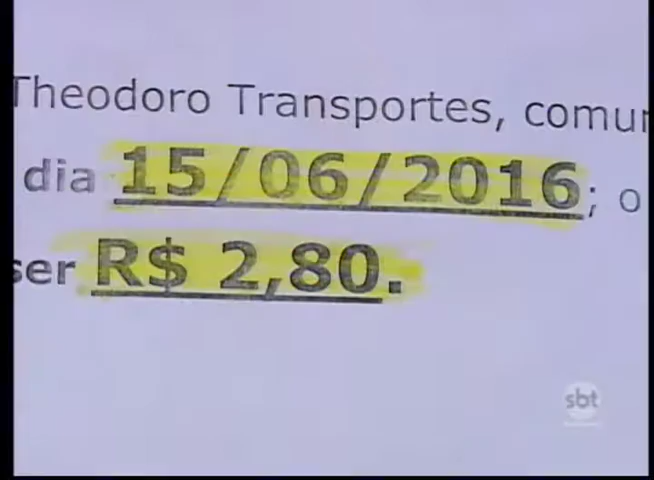 Theodoro Transportes, comu
dia 15/06/2016; o
ser R$ 2,80.
sbt